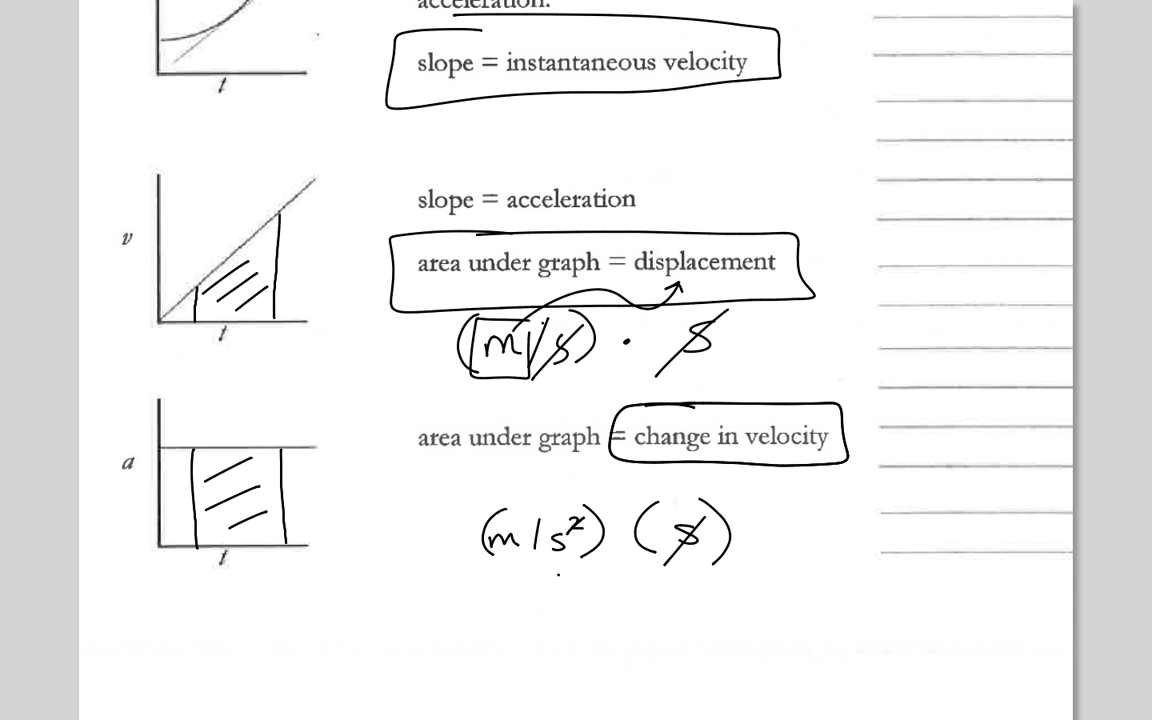 acceleration.
slope = instantaneous velocity
t
slope = acceleration
v
area under graph = displacement
t
(m/s) · s
area under graph = change in velocity
a
(m/s²) (s)
t